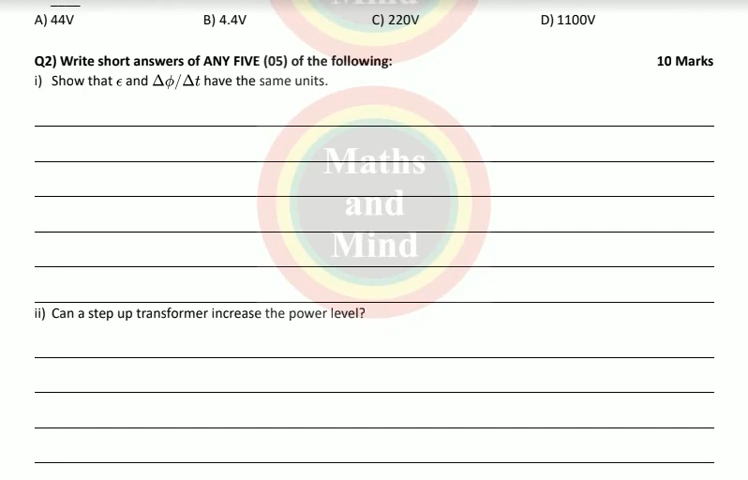 A) 44V B) 4.4V C) 220V D) 1100V
Q2) Write short answers of ANY FIVE (05) of the following: 10 Marks
i) Show that ϵ and Δϕ/Δt have the same units.
Maths
and
Mind
ii) Can a step up transformer increase the power level?